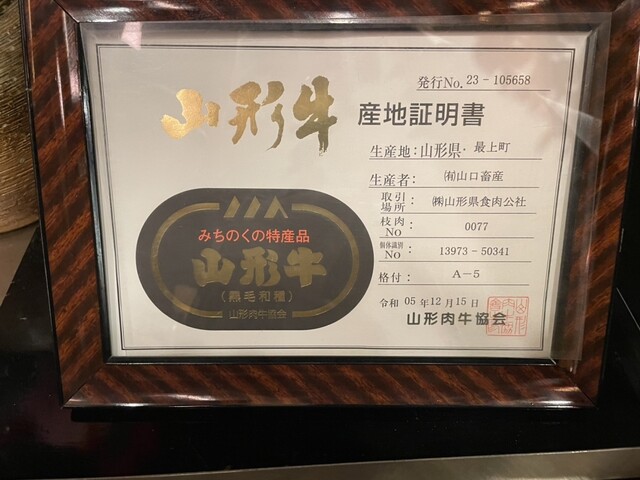 発行No. 23-105658
山形牛 産地証明書
生産地：山形県・最上町
生産者：㈲山口畜産
取引場所：㈱山形県食肉公社
枝肉No：0077
個体識別No：13973-50341
格付：A-5
令和05年12月15日
山形肉牛協会
みちのくの特産品
山形牛
(黒毛和種)
山形肉牛協会